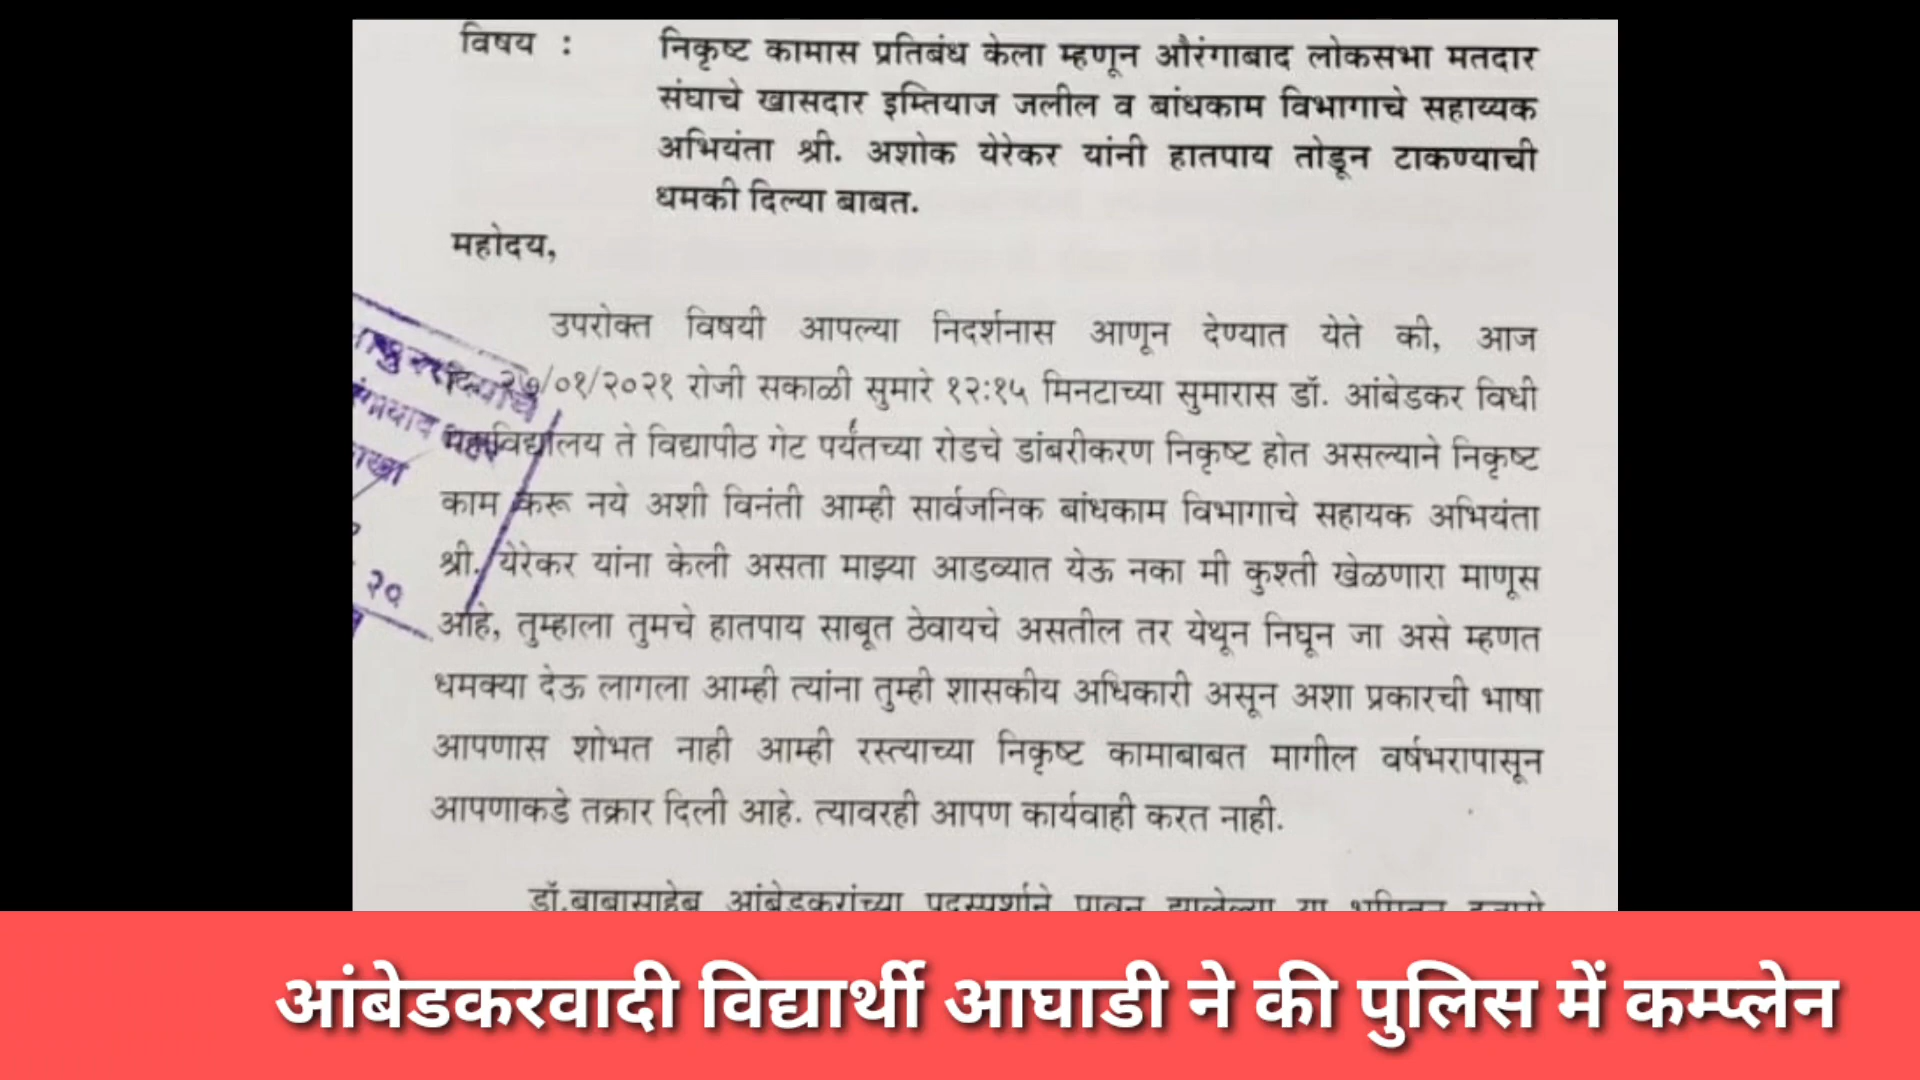 विषय : निकृष्ट कामास प्रतिबंध केला म्हणून औरंगाबाद लोकसभा मतदार
संघाचे खासदार इम्तियाज जलील व बांधकाम विभागाचे सहाय्यक
अभियंता श्री. अशोक येरेकर यांनी हातपाय तोडून टाकण्याची
धमकी दिल्या बाबत.
महोदय,
उपरोक्त विषयी आपल्या निदर्शनास आणून देण्यात येते की, आज
/०१/२०२१ रोजी सकाळी सुमारे १२:१५ मिनटाच्या सुमारास डॉ. आंबेडकर विधी
महाविद्यालय ते विद्यापीठ गेट पर्यंतच्या रोडचे डांबरीकरण निकृष्ट होत असल्याने निकृष्ट
काम करू नये अशी विनंती आम्ही सार्वजनिक बांधकाम विभागाचे सहायक अभियंता
श्री. येरेकर यांना केली असता माझ्या आडव्यात येऊ नका मी कुश्ती खेळणारा माणूस
आहे, तुम्हाला तुमचे हातपाय साबूत ठेवायचे असतील तर येथून निघून जा असे म्हणत
धमक्या देऊ लागला आम्ही त्यांना तुम्ही शासकीय अधिकारी असून अशा प्रकारची भाषा
आपणास शोभत नाही आम्ही रस्त्याच्या निकृष्ट कामाबाबत मागील वर्षभरापासून
आपणाकडे तक्रार दिली आहे. त्यावरही आपण कार्यवाही करत नाही.
डॉ.बाबासाहेब आंबेडकरांच्या पदस्पर्शाने पावन झालेल्या या
आंबेडकरवादी विद्यार्थी आघाडी ने की पुलिस में कम्प्लेन